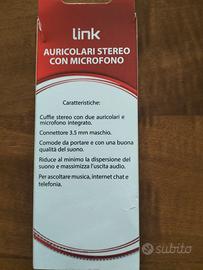 link
AURICOLARI STEREO
CON MICROFONO
Caratteristiche:
Cuffie stereo con due auricolari e
microfono integrato.
Connettore 3.5 mm maschio.
Comode da portare e con una buona
qualità del suono.
Riduce al minimo la dispersione del
suono e massimizza l'uscita audio.
Per ascoltare musica, internet chat e
telefonia.
subito